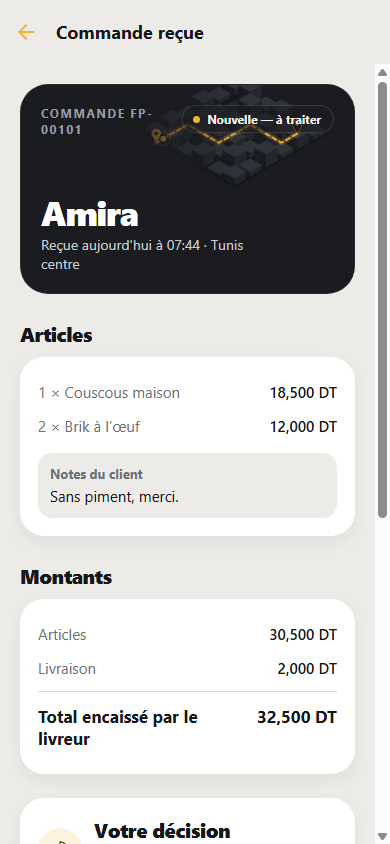 Commande reçue
COMMANDE FP-
00101
Nouvelle — à traiter
Amira
Reçue aujourd'hui à 07:44 · Tunis
centre
Articles
1 × Couscous maison 18,500 DT
2 × Brik à l’œuf 12,000 DT
Notes du client
Sans piment, merci.
Montants
Articles 30,500 DT
Livraison 2,000 DT
Total encaissé par le 32,500 DT
livreur
Votre décision